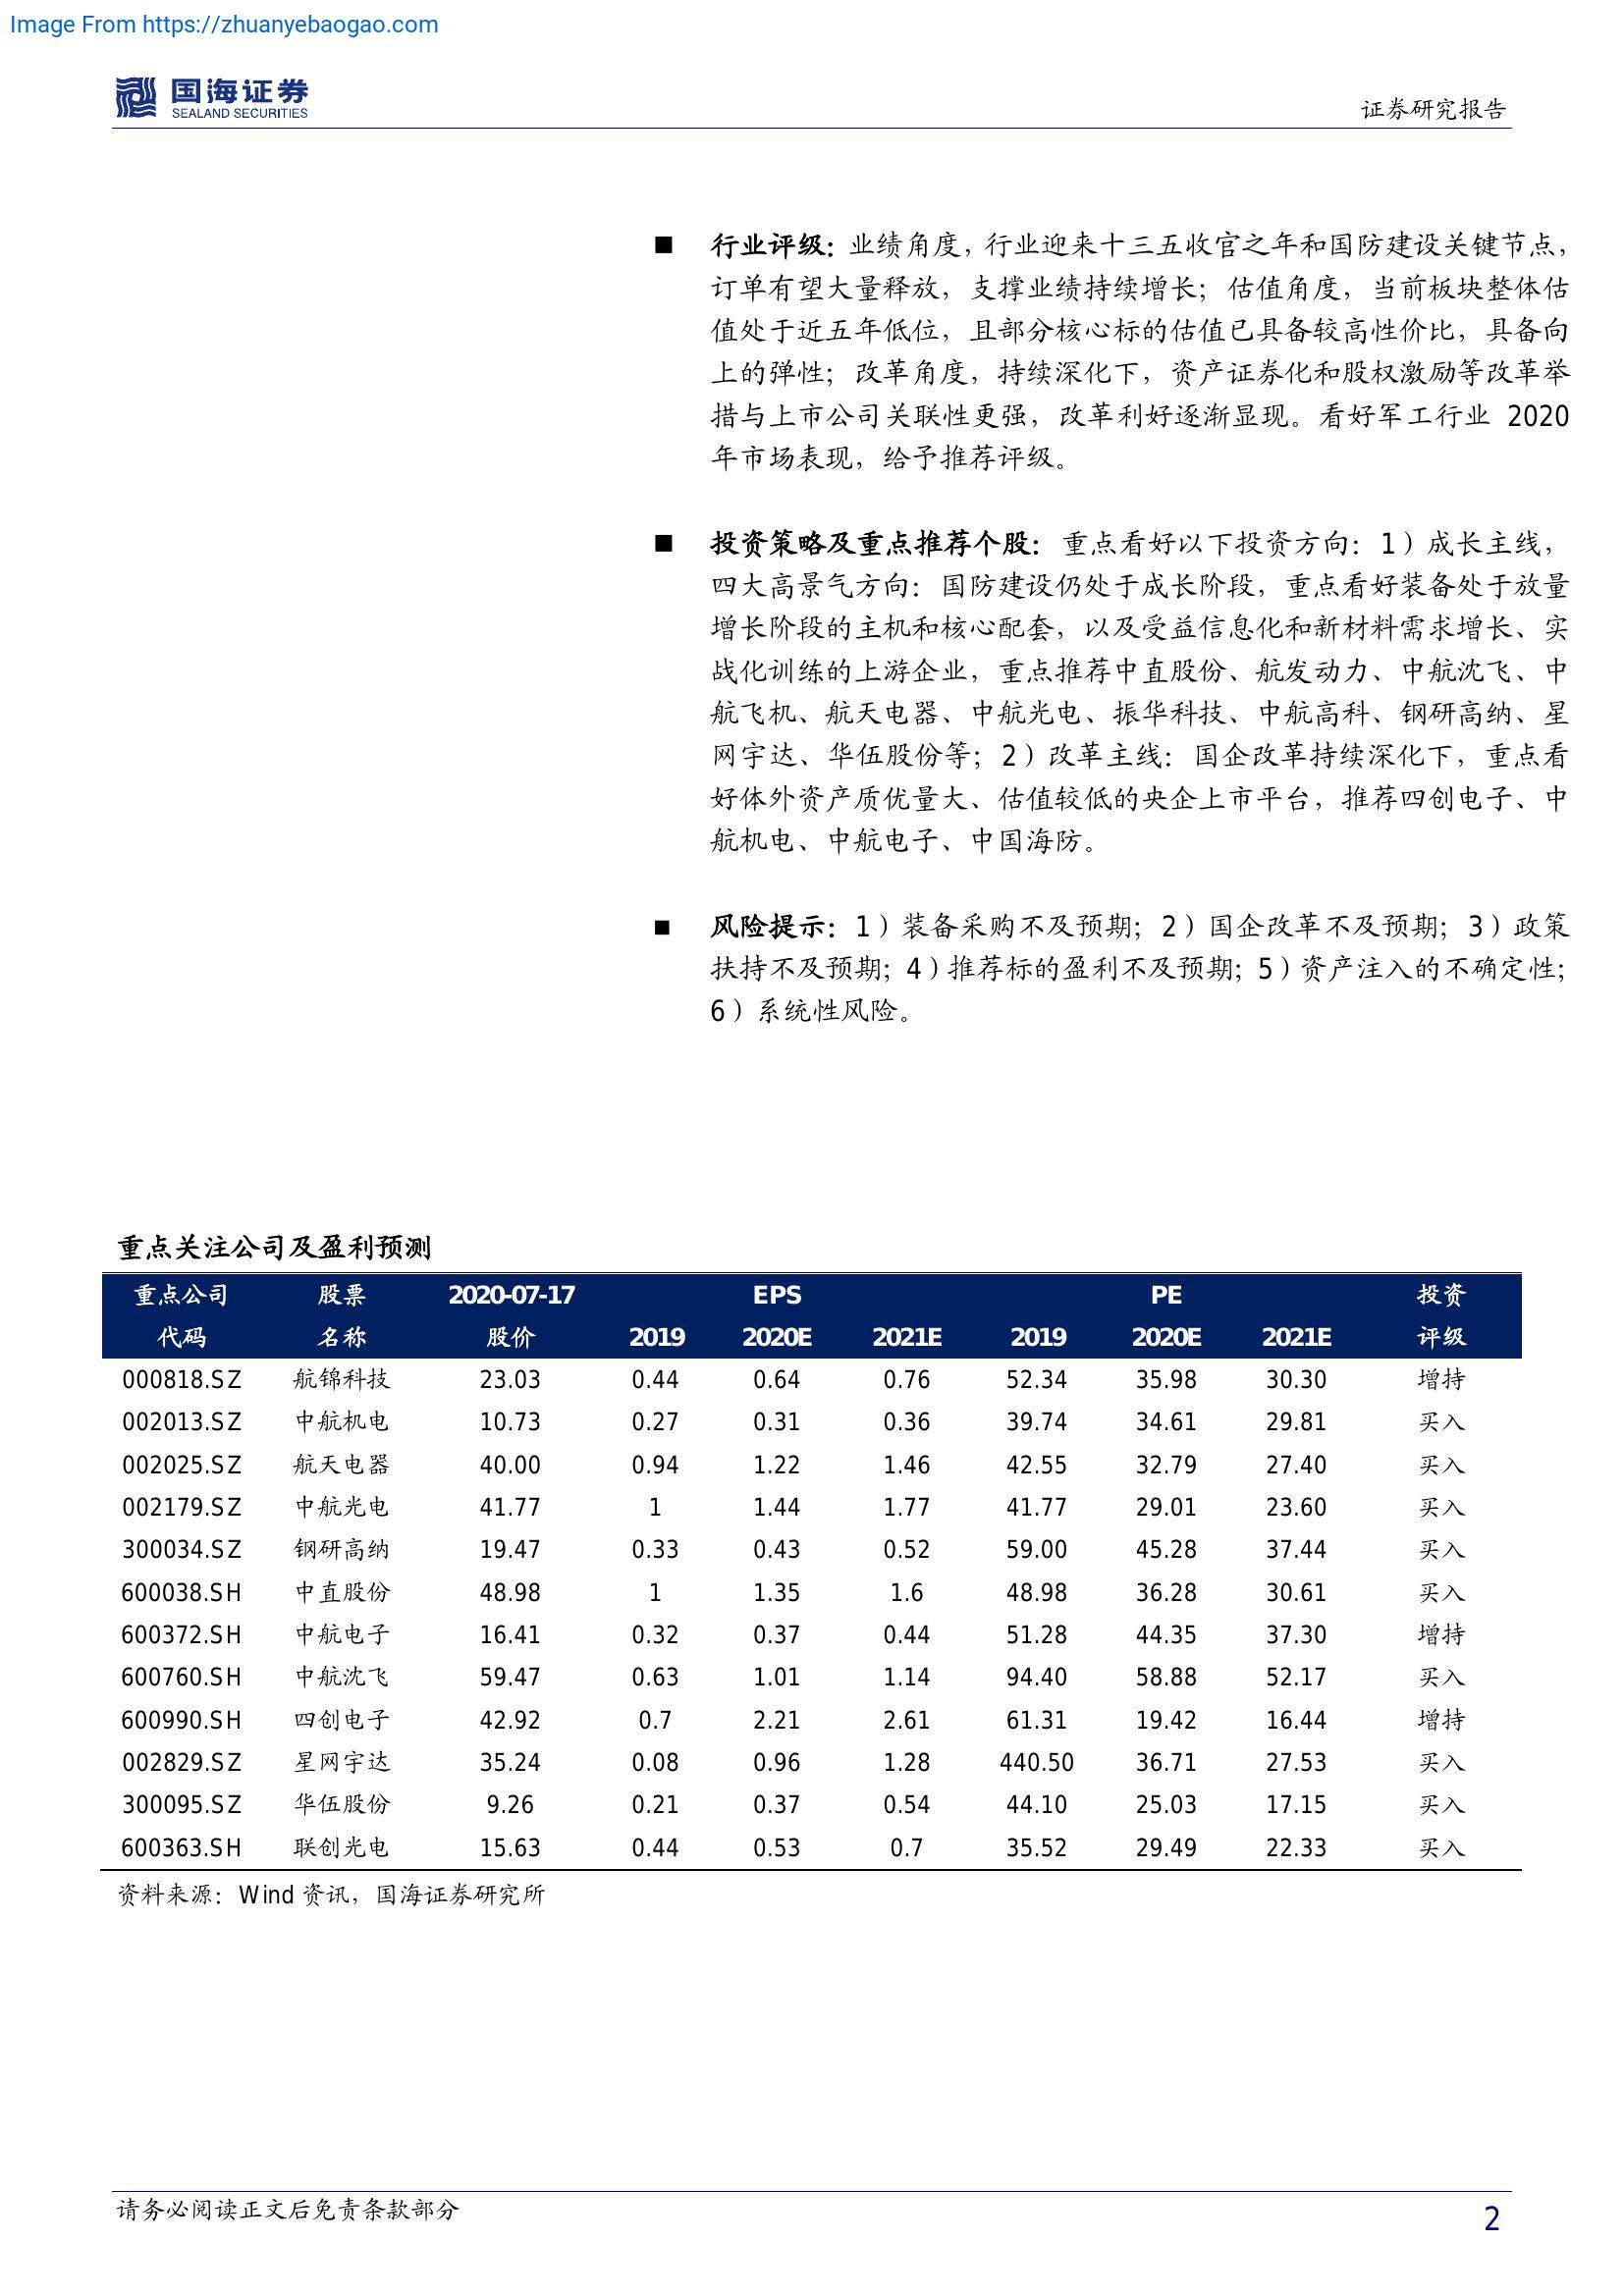 Image From https://zhuanyebaogao.com
国海证券
SEALAND SECURITIES
证券研究报告
■ 行业评级：业绩角度，行业迎来十三五收官之年和国防建设关键节点，
订单有望大量释放，支撑业绩持续增长；估值角度，当前板块整体估
值处于近五年低位，且部分核心标的估值已具备较高性价比，具备向
上的弹性；改革角度，持续深化下，资产证券化和股权激励等改革举
措与上市公司关联性更强，改革利好逐渐显现。看好军工行业 2020
年市场表现，给予推荐评级。
■ 投资策略及重点推荐个股：重点看好以下投资方向：1）成长主线，
四大高景气方向：国防建设仍处于成长阶段，重点看好装备处于放量
增长阶段的主机和核心配套，以及受益信息化和新材料需求增长、实
战化训练的上游企业，重点推荐中直股份、航发动力、中航沈飞、中
航飞机、航天电器、中航光电、振华科技、中航高科、钢研高纳、星
网宇达、华伍股份等；2）改革主线：国企改革持续深化下，重点看
好体外资产质优量大、估值较低的央企上市平台，推荐四创电子、中
航机电、中航电子、中国海防。
■ 风险提示：1）装备采购不及预期；2）国企改革不及预期；3）政策
扶持不及预期；4）推荐标的盈利不及预期；5）资产注入的不确定性；
6）系统性风险。
重点关注公司及盈利预测
重点公司 股票 2020-07-17 EPS PE 投资
代码 名称 股价 2019 2020E 2021E 2019 2020E 2021E 评级
000818.SZ 航锦科技 23.03 0.44 0.64 0.76 52.34 35.98 30.30 增持
002013.SZ 中航机电 10.73 0.27 0.31 0.36 39.74 34.61 29.81 买入
002025.SZ 航天电器 40.00 0.94 1.22 1.46 42.55 32.79 27.40 买入
002179.SZ 中航光电 41.77 1 1.44 1.77 41.77 29.01 23.60 买入
300034.SZ 钢研高纳 19.47 0.33 0.43 0.52 59.00 45.28 37.44 买入
600038.SH 中直股份 48.98 1 1.35 1.6 48.98 36.28 30.61 买入
600372.SH 中航电子 16.41 0.32 0.37 0.44 51.28 44.35 37.30 增持
600760.SH 中航沈飞 59.47 0.63 1.01 1.14 94.40 58.88 52.17 买入
600990.SH 四创电子 42.92 0.7 2.21 2.61 61.31 19.42 16.44 增持
002829.SZ 星网宇达 35.24 0.08 0.96 1.28 440.50 36.71 27.53 买入
300095.SZ 华伍股份 9.26 0.21 0.37 0.54 44.10 25.03 17.15 买入
600363.SH 联创光电 15.63 0.44 0.53 0.7 35.52 29.49 22.33 买入
资料来源：Wind 资讯，国海证券研究所
请务必阅读正文后免责条款部分
2